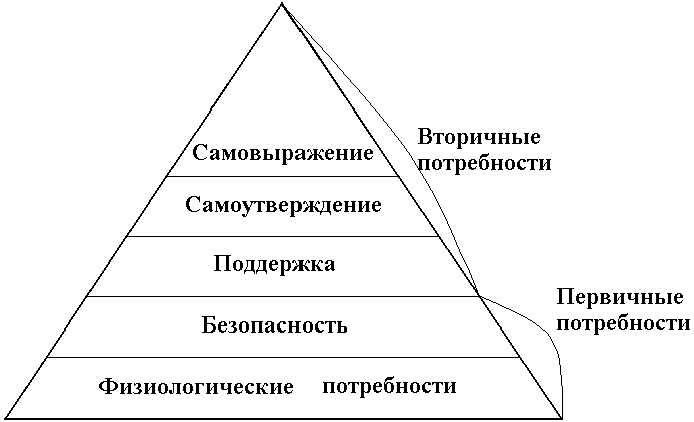 Самовыражение
Вторичные
потребности
Самоутверждение
Поддержка
Первичные
потребности
Безопасность
Физиологические потребности